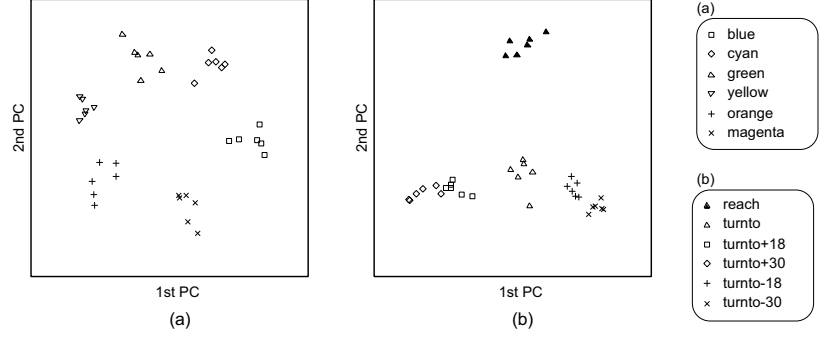 2nd PC
1st PC
(a)
2nd PC
1st PC
(b)
(a)
blue
cyan
green
yellow
orange
magenta
(b)
reach
turnto
turnto+18
turnto+30
turnto-18
turnto-30